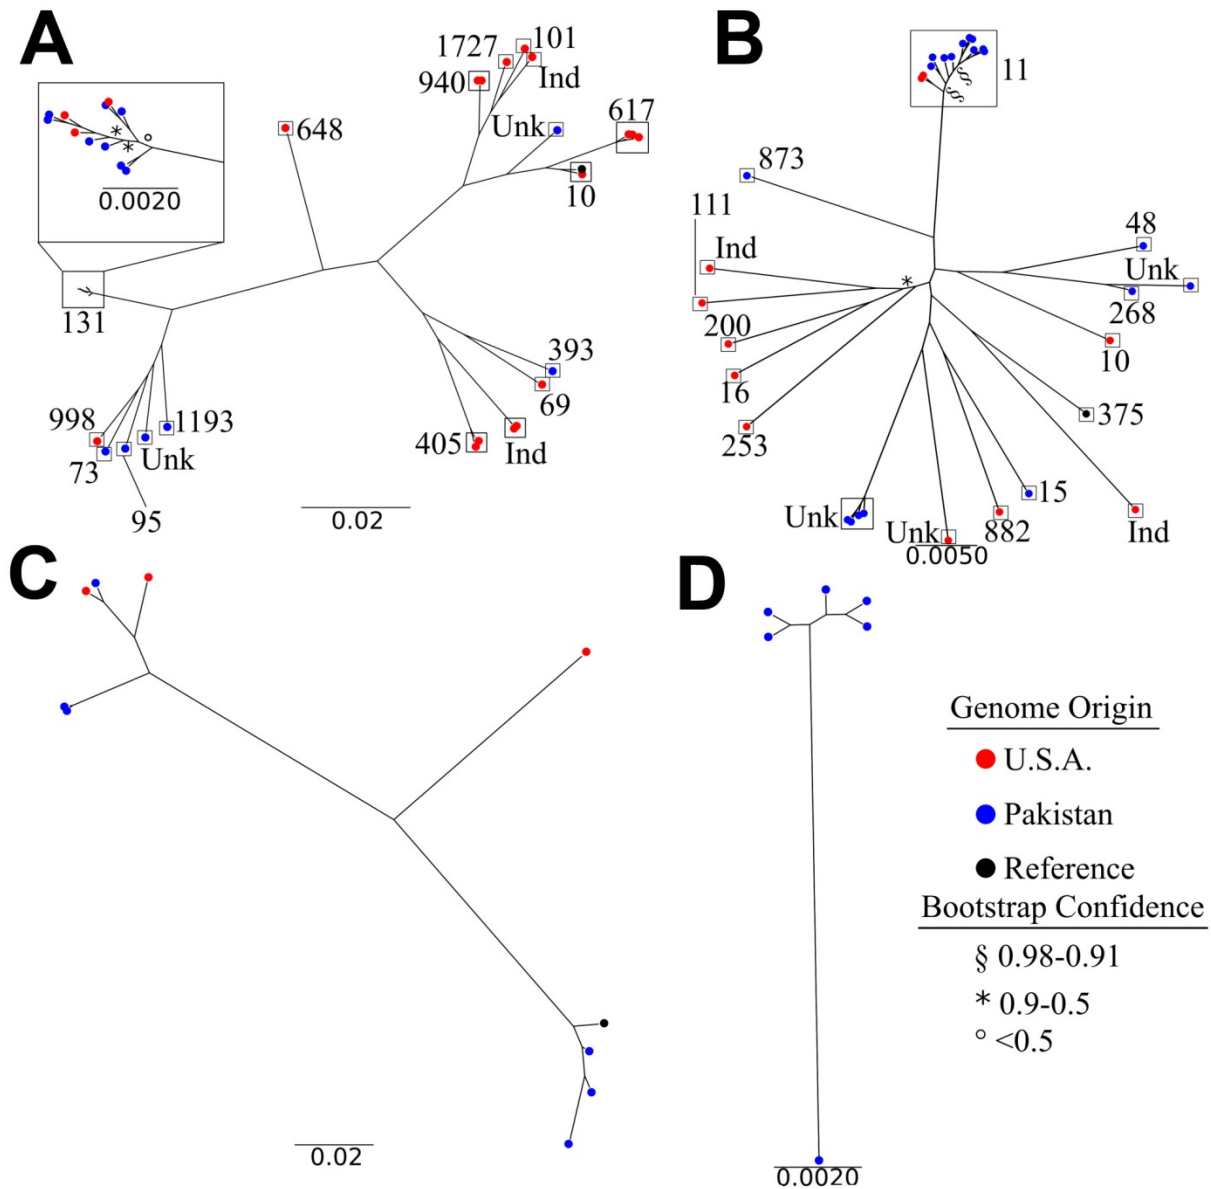 A
B
1727
101
940
Ind
617
Unk
648
10
*
°
*
0.0020
131
393
69
405
Ind
998
73
1193
Unk
95
0.02
§
§
11
873
111
Ind
48
Unk
268
*
200
10
16
375
253
15
Unk
Unk
882
Ind
0.0050
C
D
0.02
0.0020
Genome Origin
U.S.A.
Pakistan
Reference
Bootstrap Confidence
§ 0.98-0.91
* 0.9-0.5
° <0.5